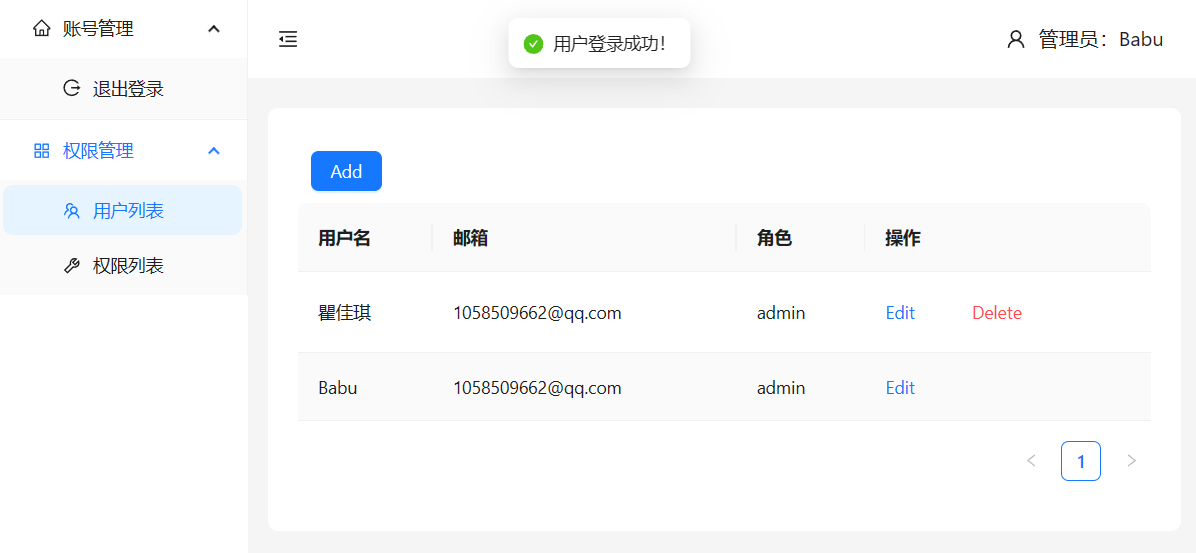 账号管理
退出登录
权限管理
用户列表
权限列表
用户登录成功!
管理员：Babu
Add
用户名 邮箱 角色 操作
瞿佳琪 1058509662@qq.com admin Edit Delete
Babu 1058509662@qq.com admin Edit
1